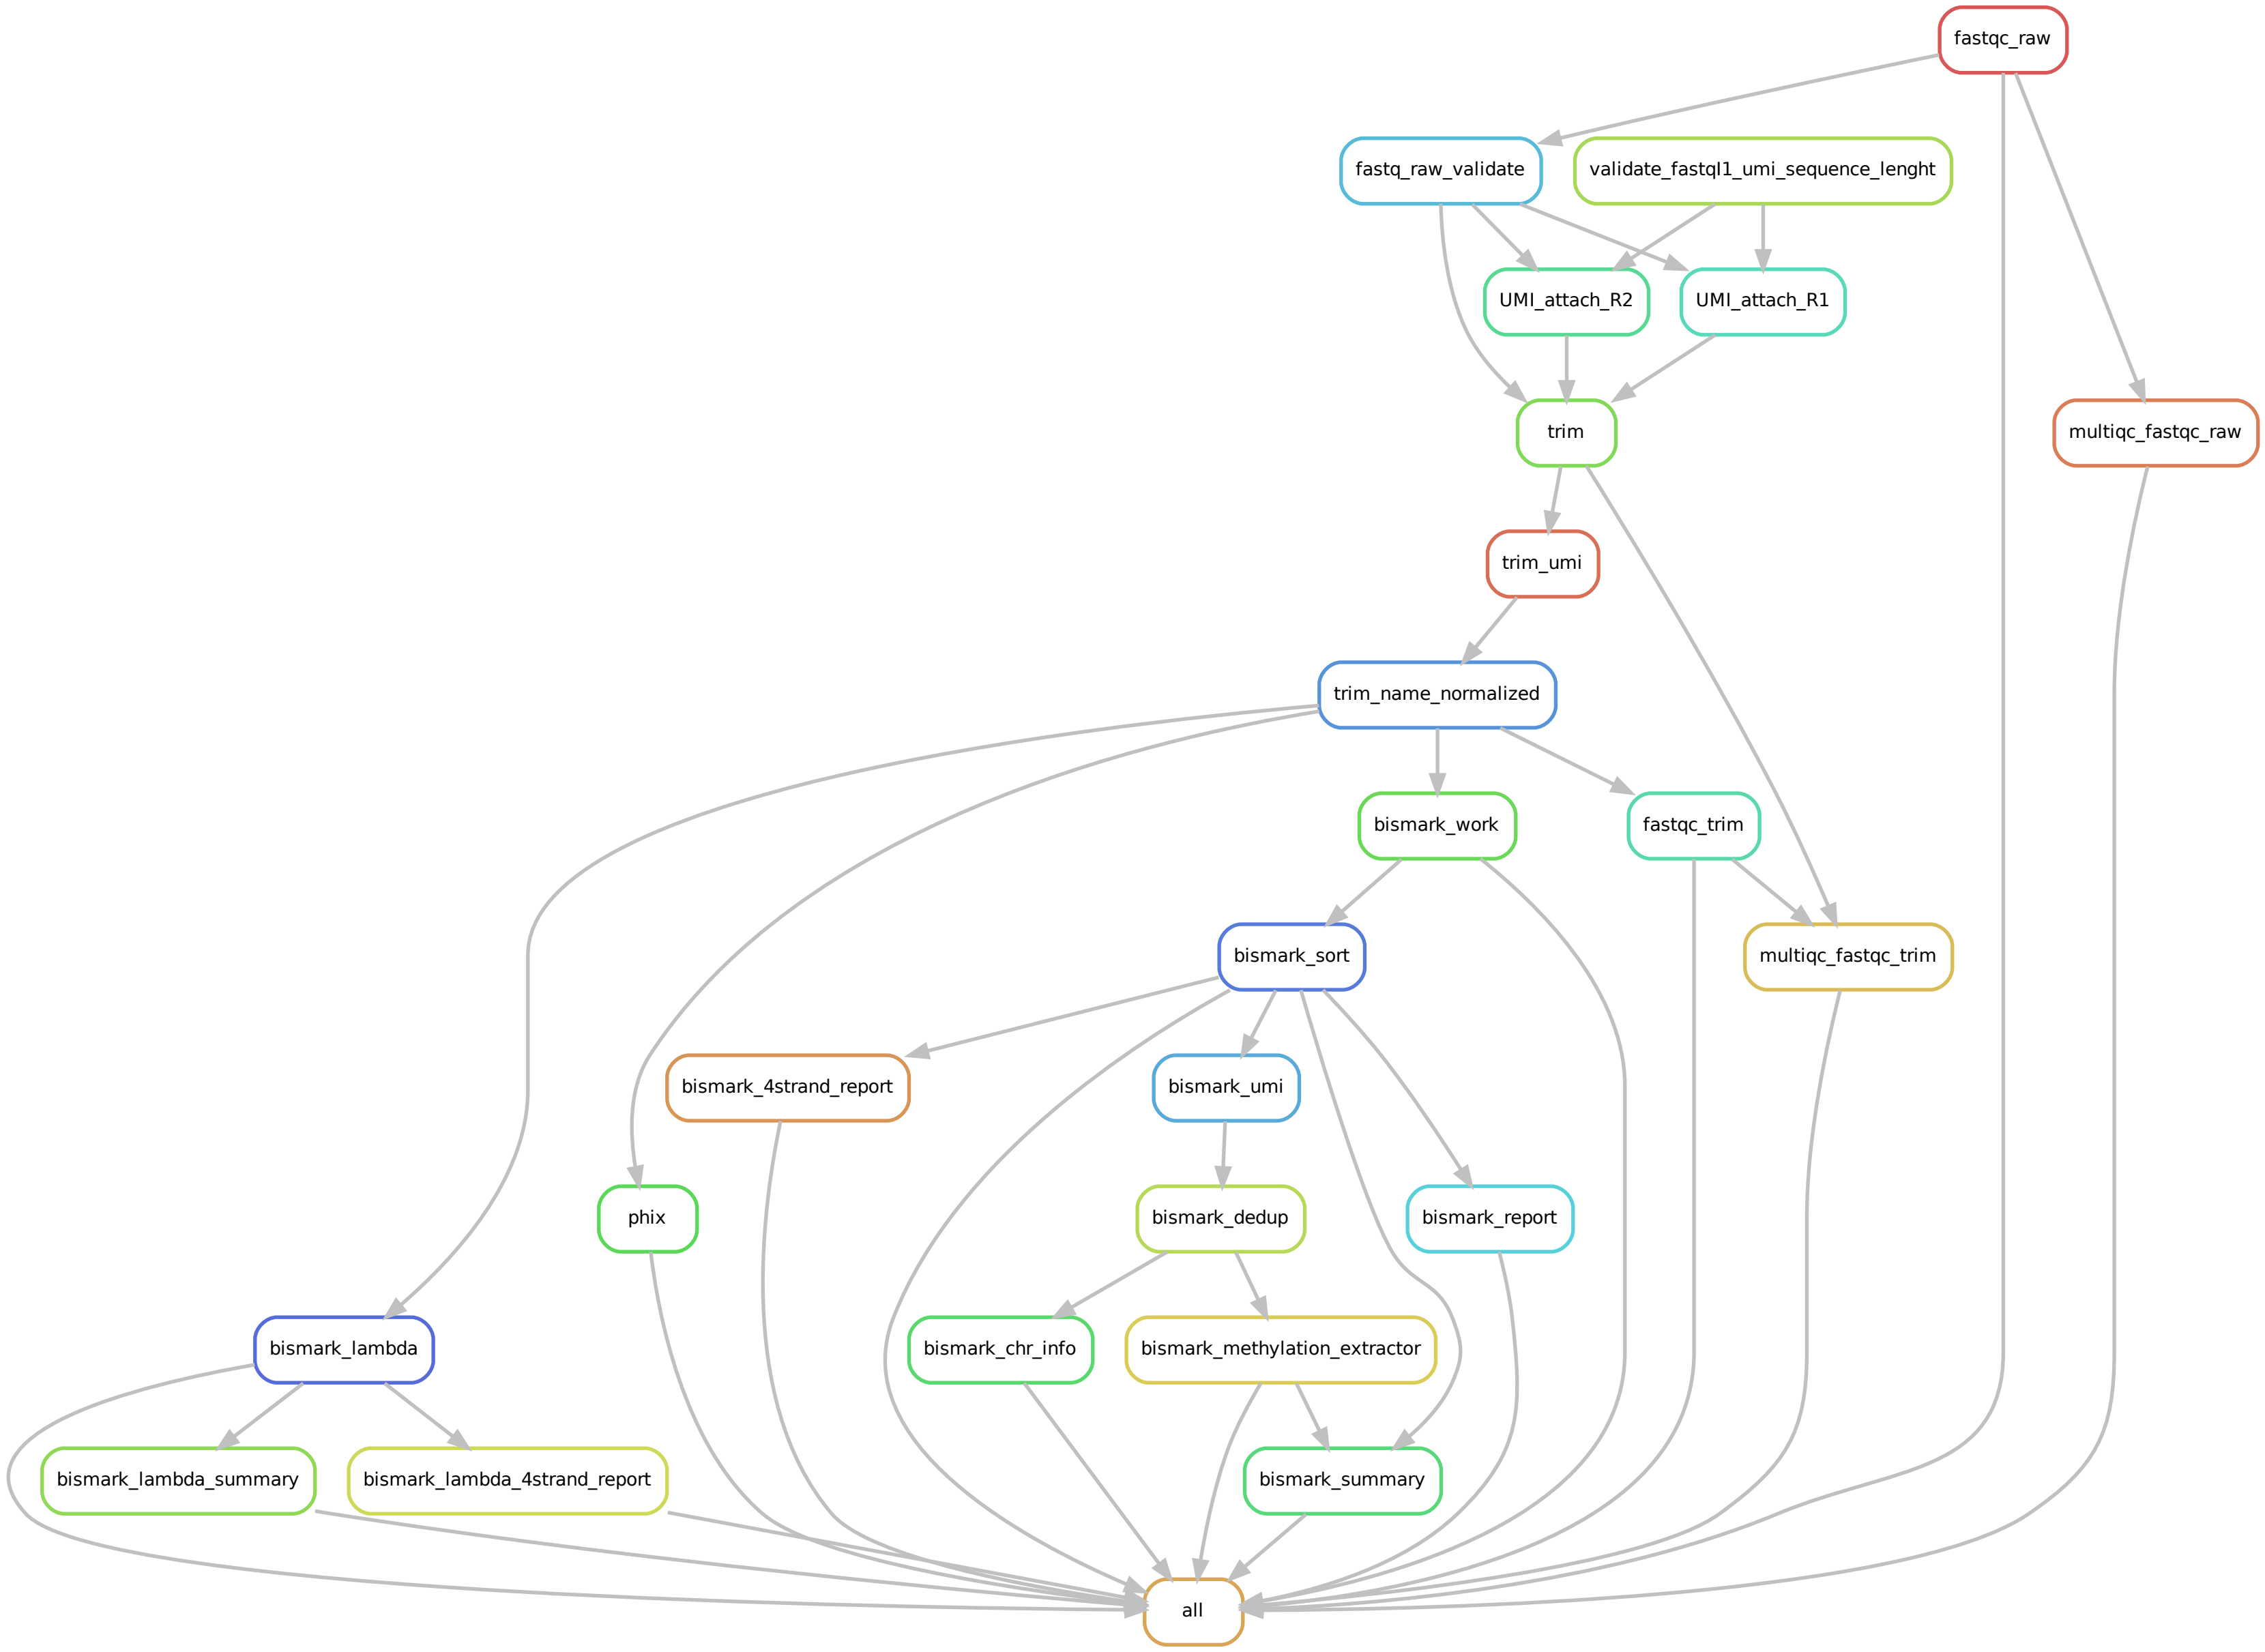 fastqc_raw
fastq_raw_validate
validate_fastqI1_umi_sequence_lenght
UMI_attach_R2
UMI_attach_R1
trim
multiqc_fastqc_raw
trim_umi
trim_name_normalized
bismark_work
fastqc_trim
bismark_sort
multiqc_fastqc_trim
bismark_4strand_report
bismark_umi
phix
bismark_dedup
bismark_report
bismark_lambda
bismark_chr_info
bismark_methylation_extractor
bismark_lambda_summary
bismark_lambda_4strand_report
bismark_summary
all